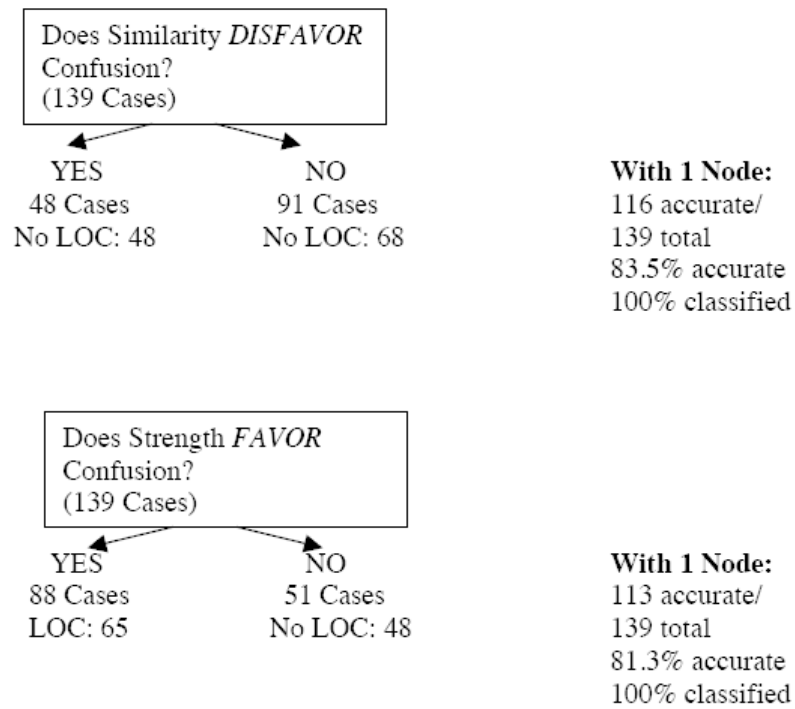 Does Similarity DISFAVOR
Confusion?
(139 Cases)
YES
48 Cases
No LOC: 48
NO
91 Cases
No LOC: 68
With 1 Node:
116 accurate/
139 total
83.5% accurate
100% classified
Does Strength FAVOR
Confusion?
(139 Cases)
YES
88 Cases
LOC: 65
NO
51 Cases
No LOC: 48
With 1 Node:
113 accurate/
139 total
81.3% accurate
100% classified